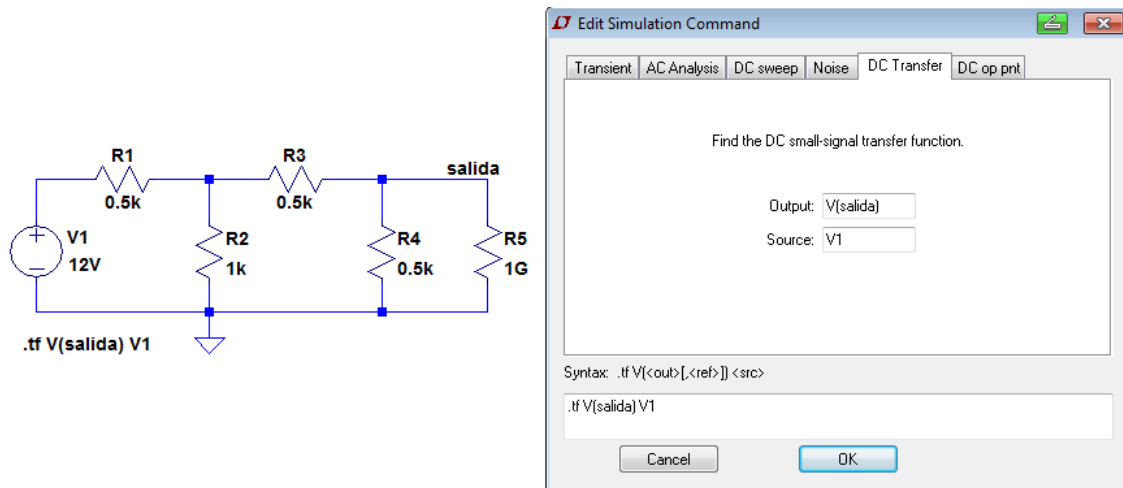 R1
0.5k
R3
0.5k
salida
V1
12V
R2
1k
R4
0.5k
R5
1G
.tf V(salida) V1
Edit Simulation Command
Transient AC Analysis DC sweep Noise DC Transfer DC op pnt
Find the DC small-signal transfer function.
Output: V(salida)
Source: V1
Syntax: .tf V(<out>[,<ref>]) <src>
.tf V(salida) V1
Cancel OK